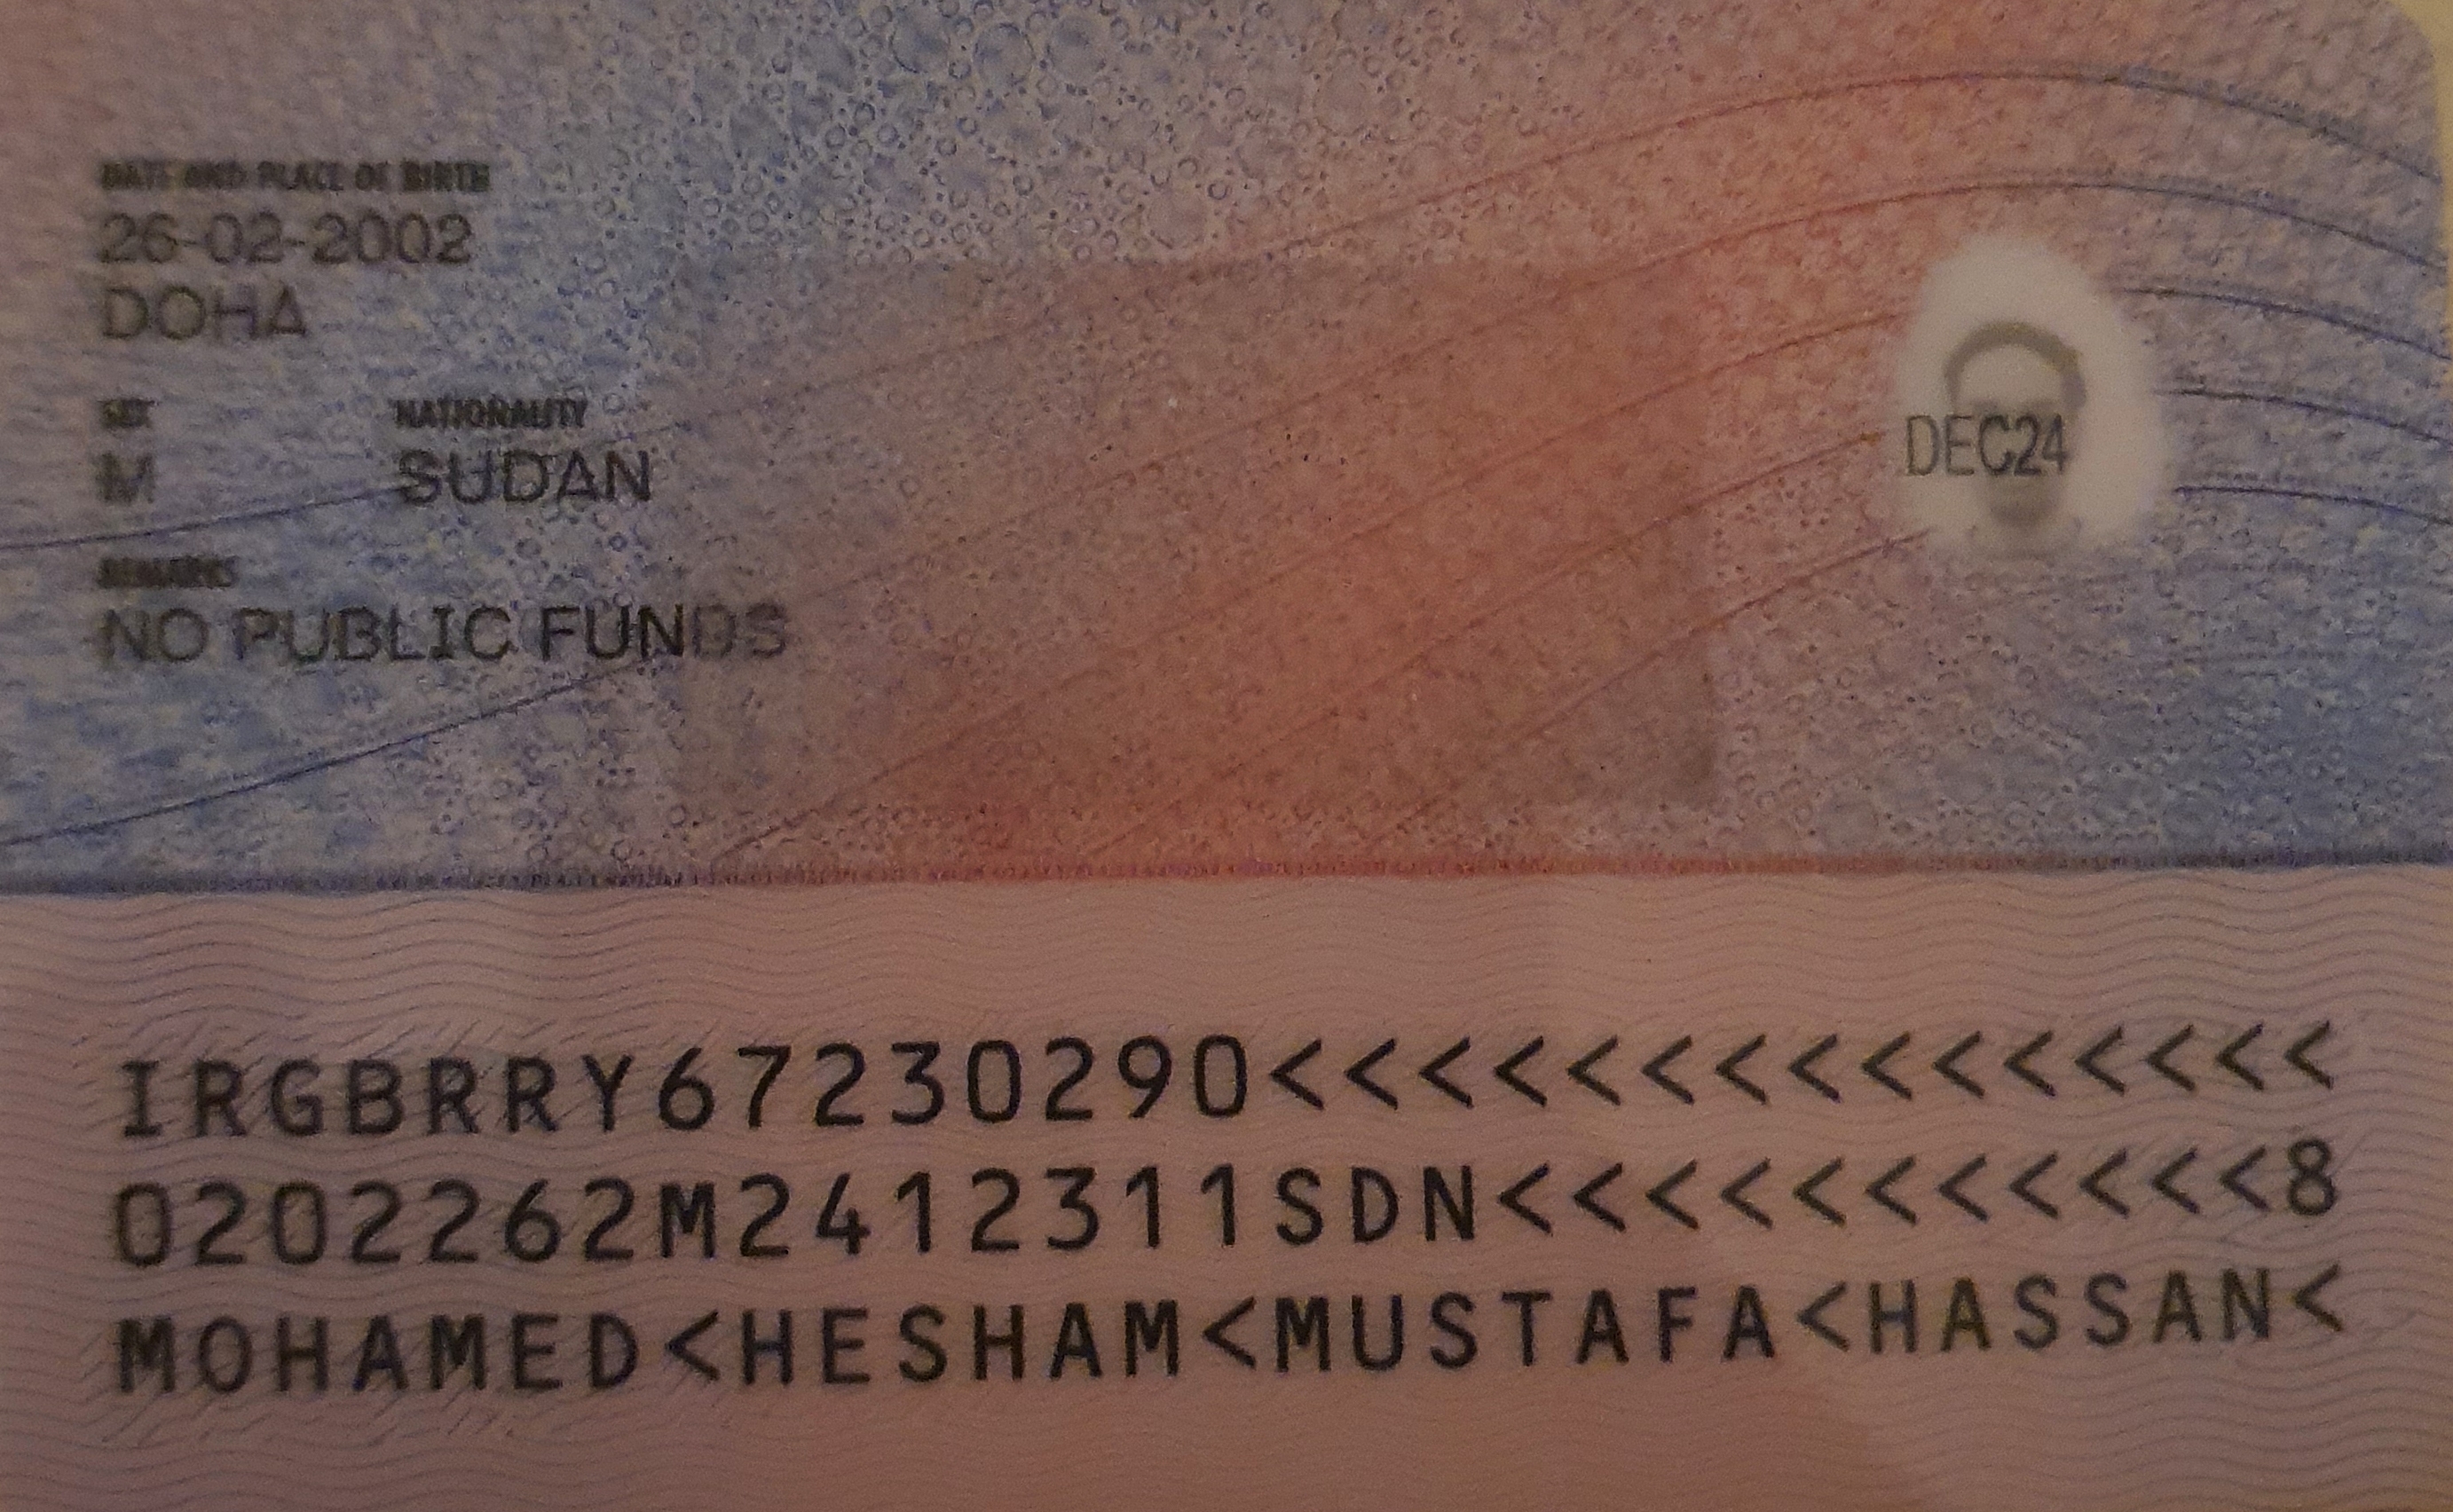 DATE AND PLACE OF BIRTH
26-02-2002
DOHA
SEX NATIONALITY
M SUDAN
REMARKS
NO PUBLIC FUNDS
DEC24
IRGBRRY67230290<<<<<<<<<<<<<<<
0202262M2412311SDN<<<<<<<<<<<8
MOHAMED<HESHAM<MUSTAFA<HASSAN<